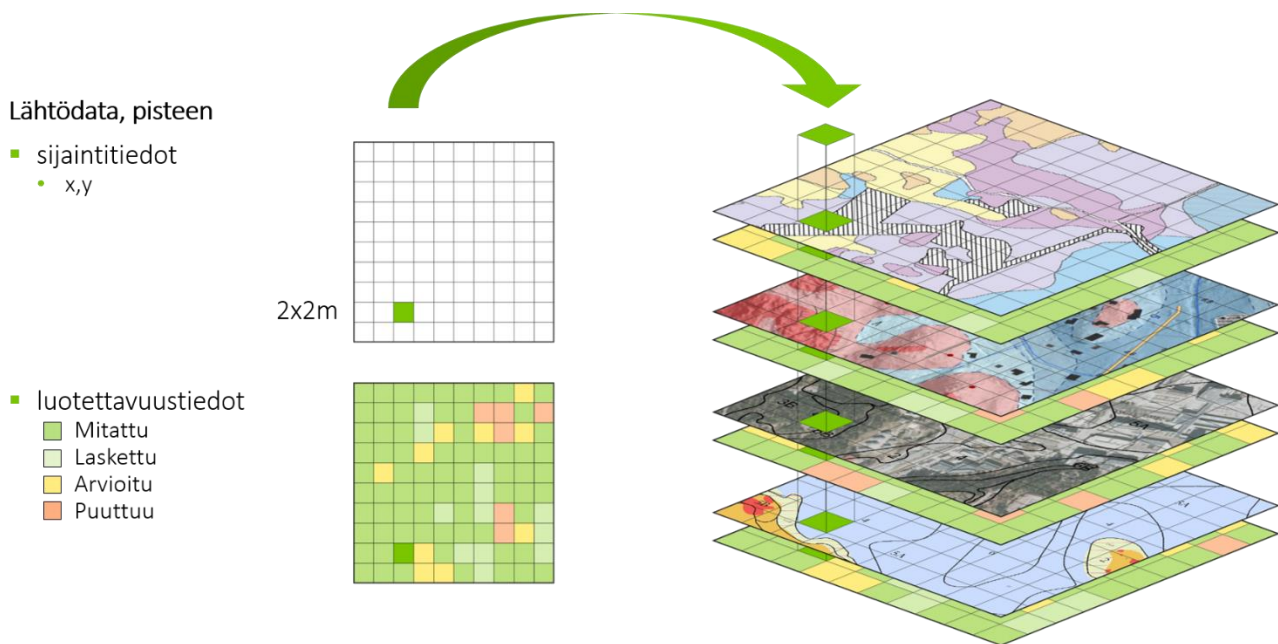 Lähtödata, pisteen
sijaintitiedot
x,y
2x2m
luotettavuustiedot
Mitattu
Laskettu
Arvioitu
Puuttuu